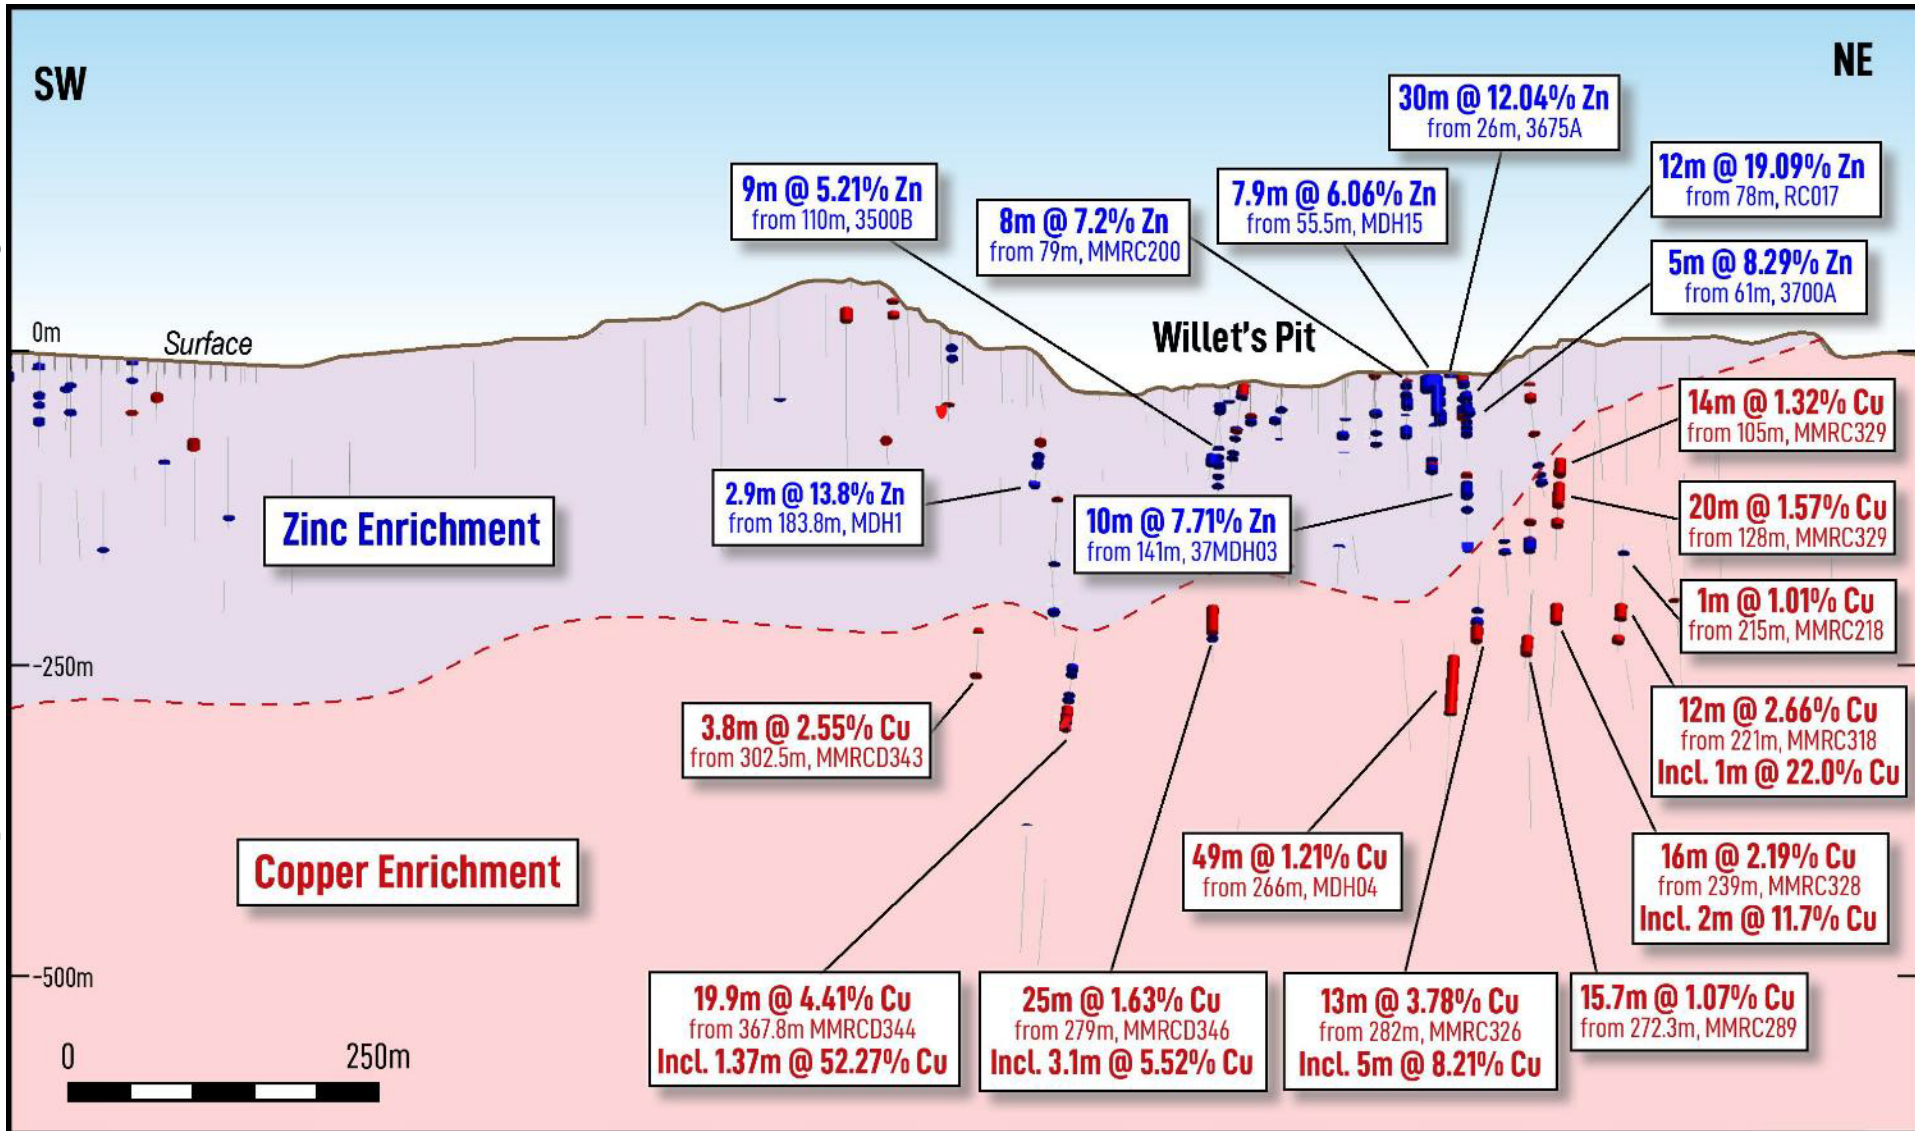 SW
NE
30m @ 12.04% Zn
from 26m, 3675A
12m @ 19.09% Zn
from 78m, RC017
9m @ 5.21% Zn
from 110m, 3500B
7.9m @ 6.06% Zn
from 55.5m, MDH15
8m @ 7.2% Zn
from 79m, MMRC200
5m @ 8.29% Zn
from 61m, 3700A
0m
Surface
Willet's Pit
14m @ 1.32% Cu
from 105m, MMRC329
2.9m @ 13.8% Zn
from 183.8m, MDH1
10m @ 7.71% Zn
from 141m, 37MDH03
20m @ 1.57% Cu
from 128m, MMRC329
Zinc Enrichment
1m @ 1.01% Cu
from 215m, MMRC218
-250m
3.8m @ 2.55% Cu
from 302.5m, MMRCD343
12m @ 2.66% Cu
from 221m, MMRC318
Incl. 1m @ 22.0% Cu
Copper Enrichment
49m @ 1.21% Cu
from 266m, MDH04
16m @ 2.19% Cu
from 239m, MMRC328
Incl. 2m @ 11.7% Cu
-500m
19.9m @ 4.41% Cu
from 367.8m MMRCD344
Incl. 1.37m @ 52.27% Cu
25m @ 1.63% Cu
from 279m, MMRCD346
Incl. 3.1m @ 5.52% Cu
13m @ 3.78% Cu
from 282m, MMRC326
Incl. 5m @ 8.21% Cu
15.7m @ 1.07% Cu
from 272.3m, MMRC289
0 250m